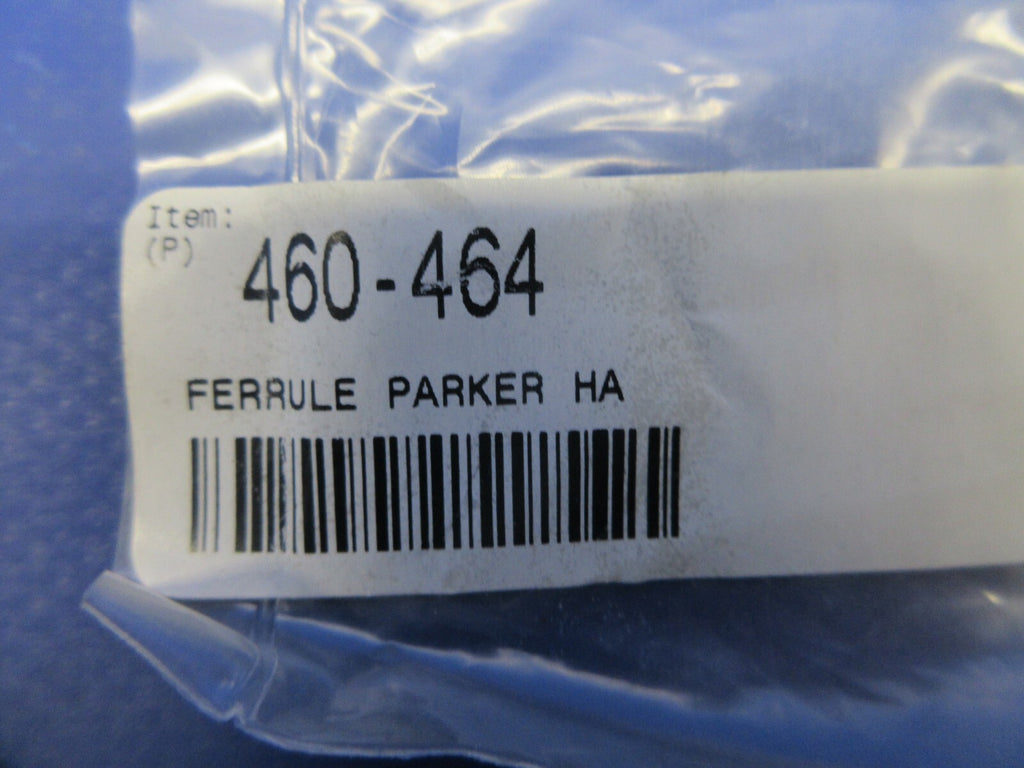 Item:
(P)
460-464
FERRULE PARKER HA